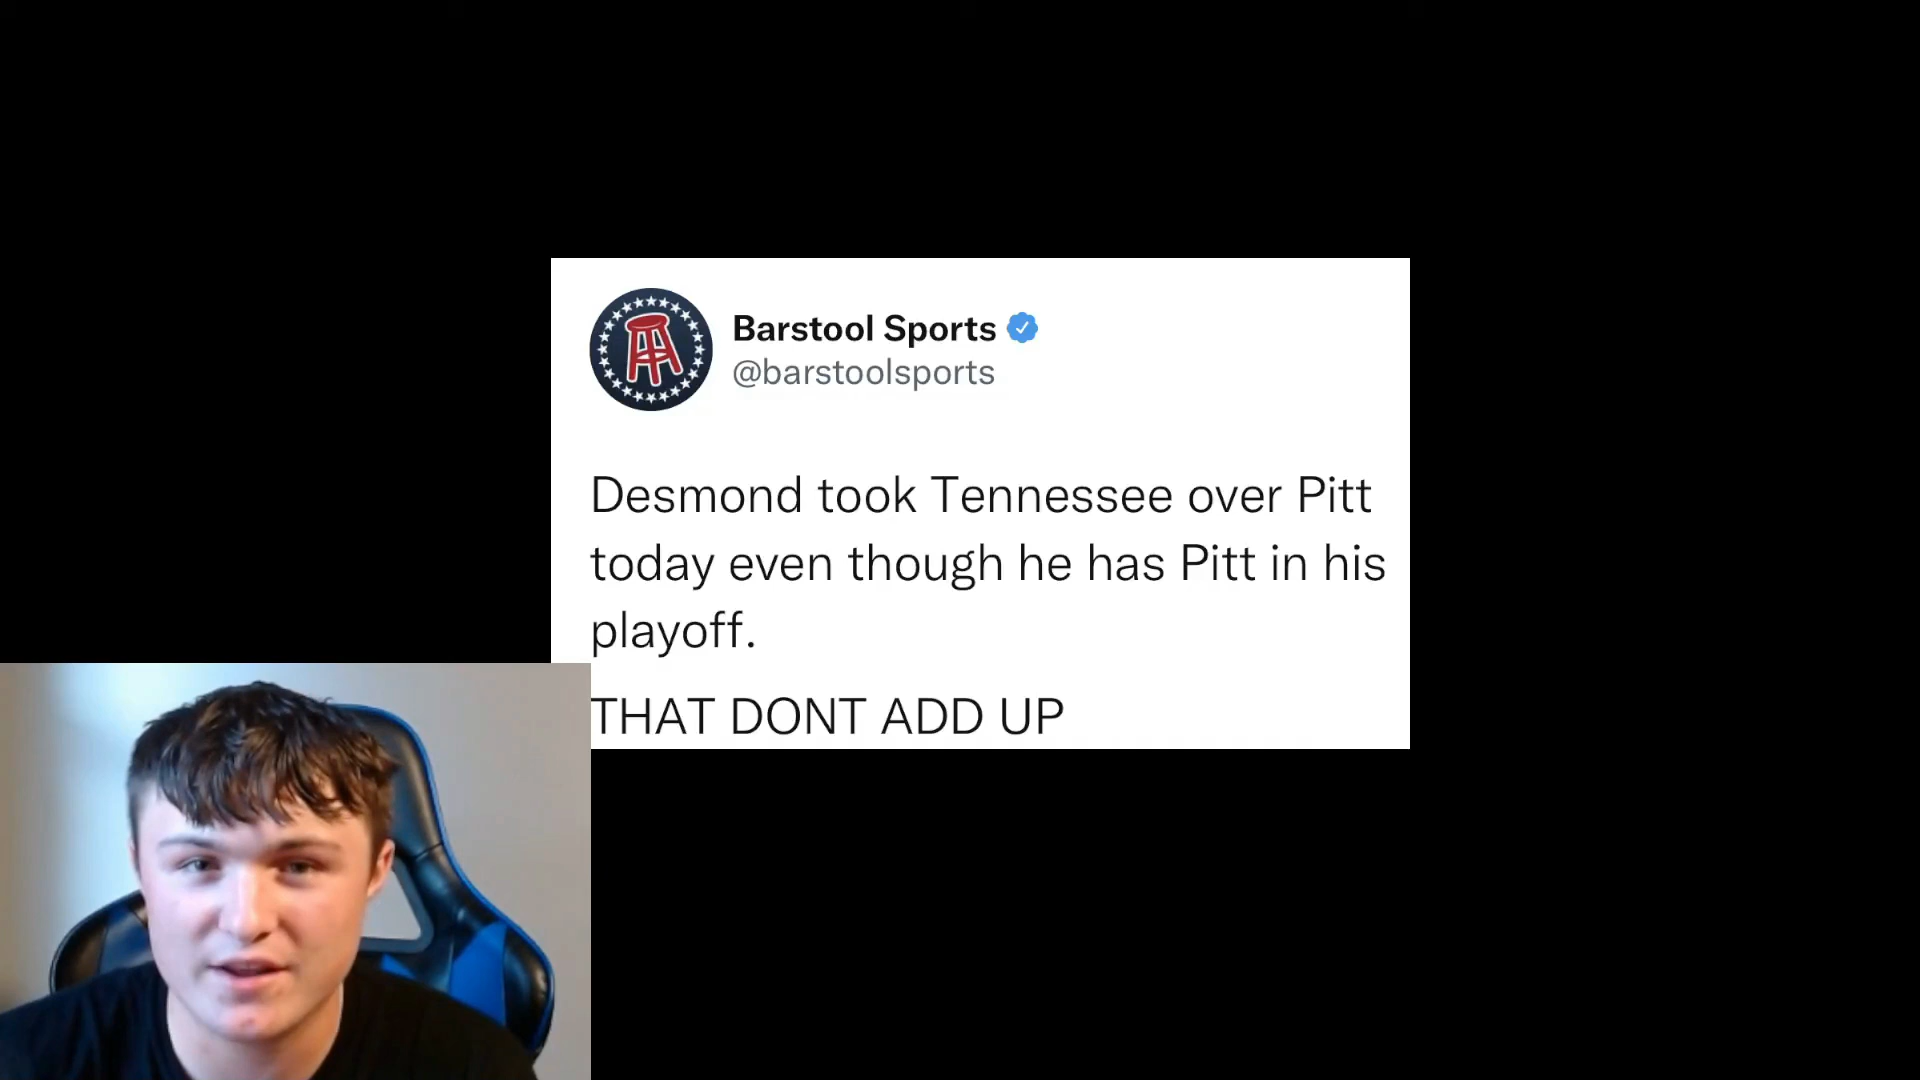 Barstool Sports
@barstoolsports
Desmond took Tennessee over Pitt
today even though he has Pitt in his
playoff.
THAT DONT ADD UP